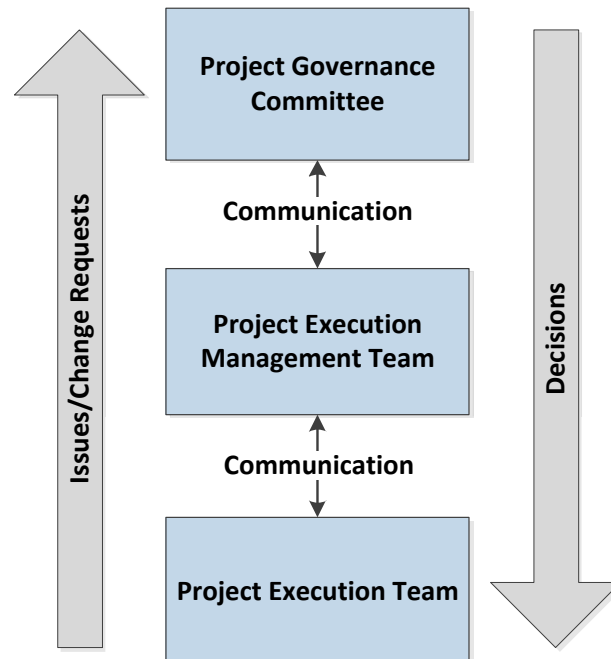 Project Governance
Committee
Communication
Issues/Change Requests
Project Execution
Management Team
Decisions
Communication
Project Execution Team